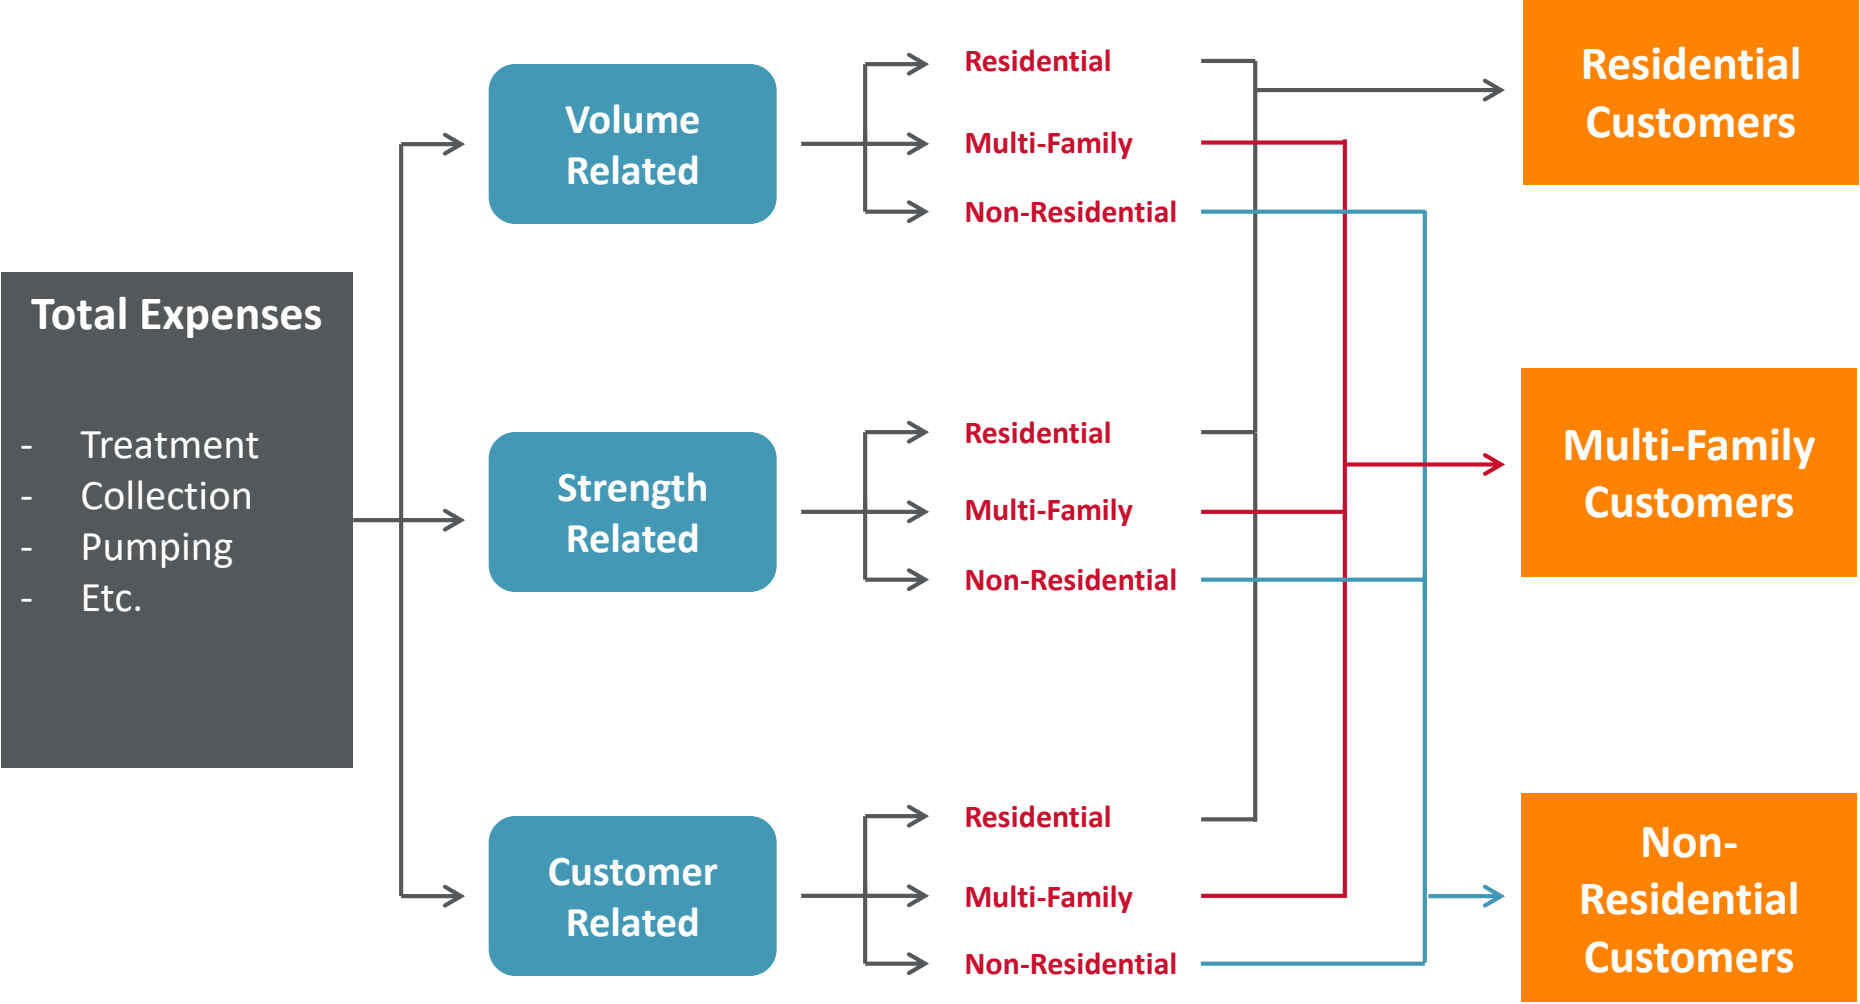 Total Expenses
- Treatment
- Collection
- Pumping
- Etc.
Volume
Related
Residential
Multi-Family
Non-Residential
Strength
Related
Residential
Multi-Family
Non-Residential
Customer
Related
Residential
Multi-Family
Non-Residential
Residential
Customers
Multi-Family
Customers
Non-
Residential
Customers